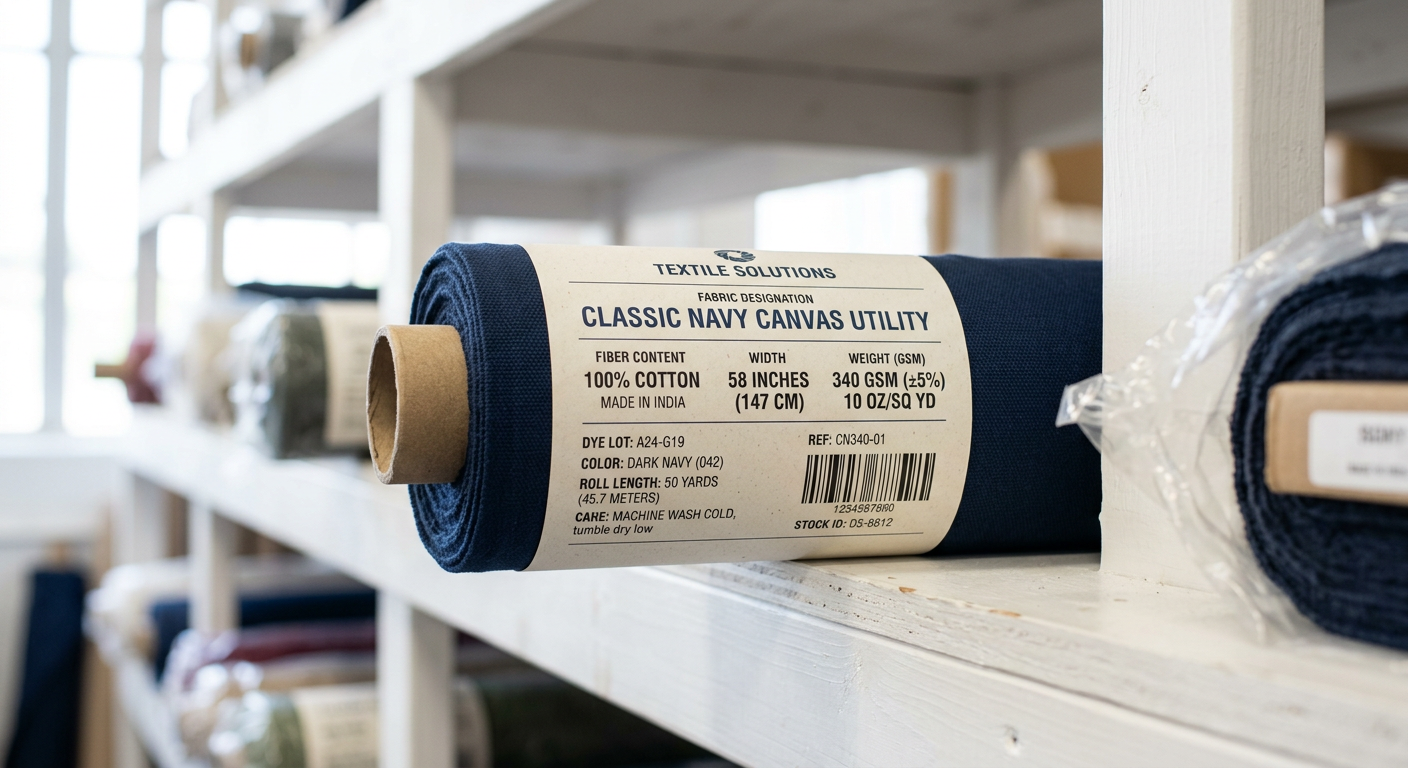 TEXTILE SOLUTIONS
FABRIC DESIGNATION
CLASSIC NAVY CANVAS UTILITY
FIBER CONTENT
100% COTTON
MADE IN INDIA
WIDTH
58 INCHES
(147 CM)
WEIGHT (GSM)
340 GSM (±5%)
10 OZ/SQ YD
DYE LOT: A24-G19
COLOR: DARK NAVY (042)
ROLL LENGTH: 50 YARDS
(45.7 METERS)
CARE: MACHINE WASH COLD,
tumble dry low
REF: CN340-01
STOCK ID: DS-8812